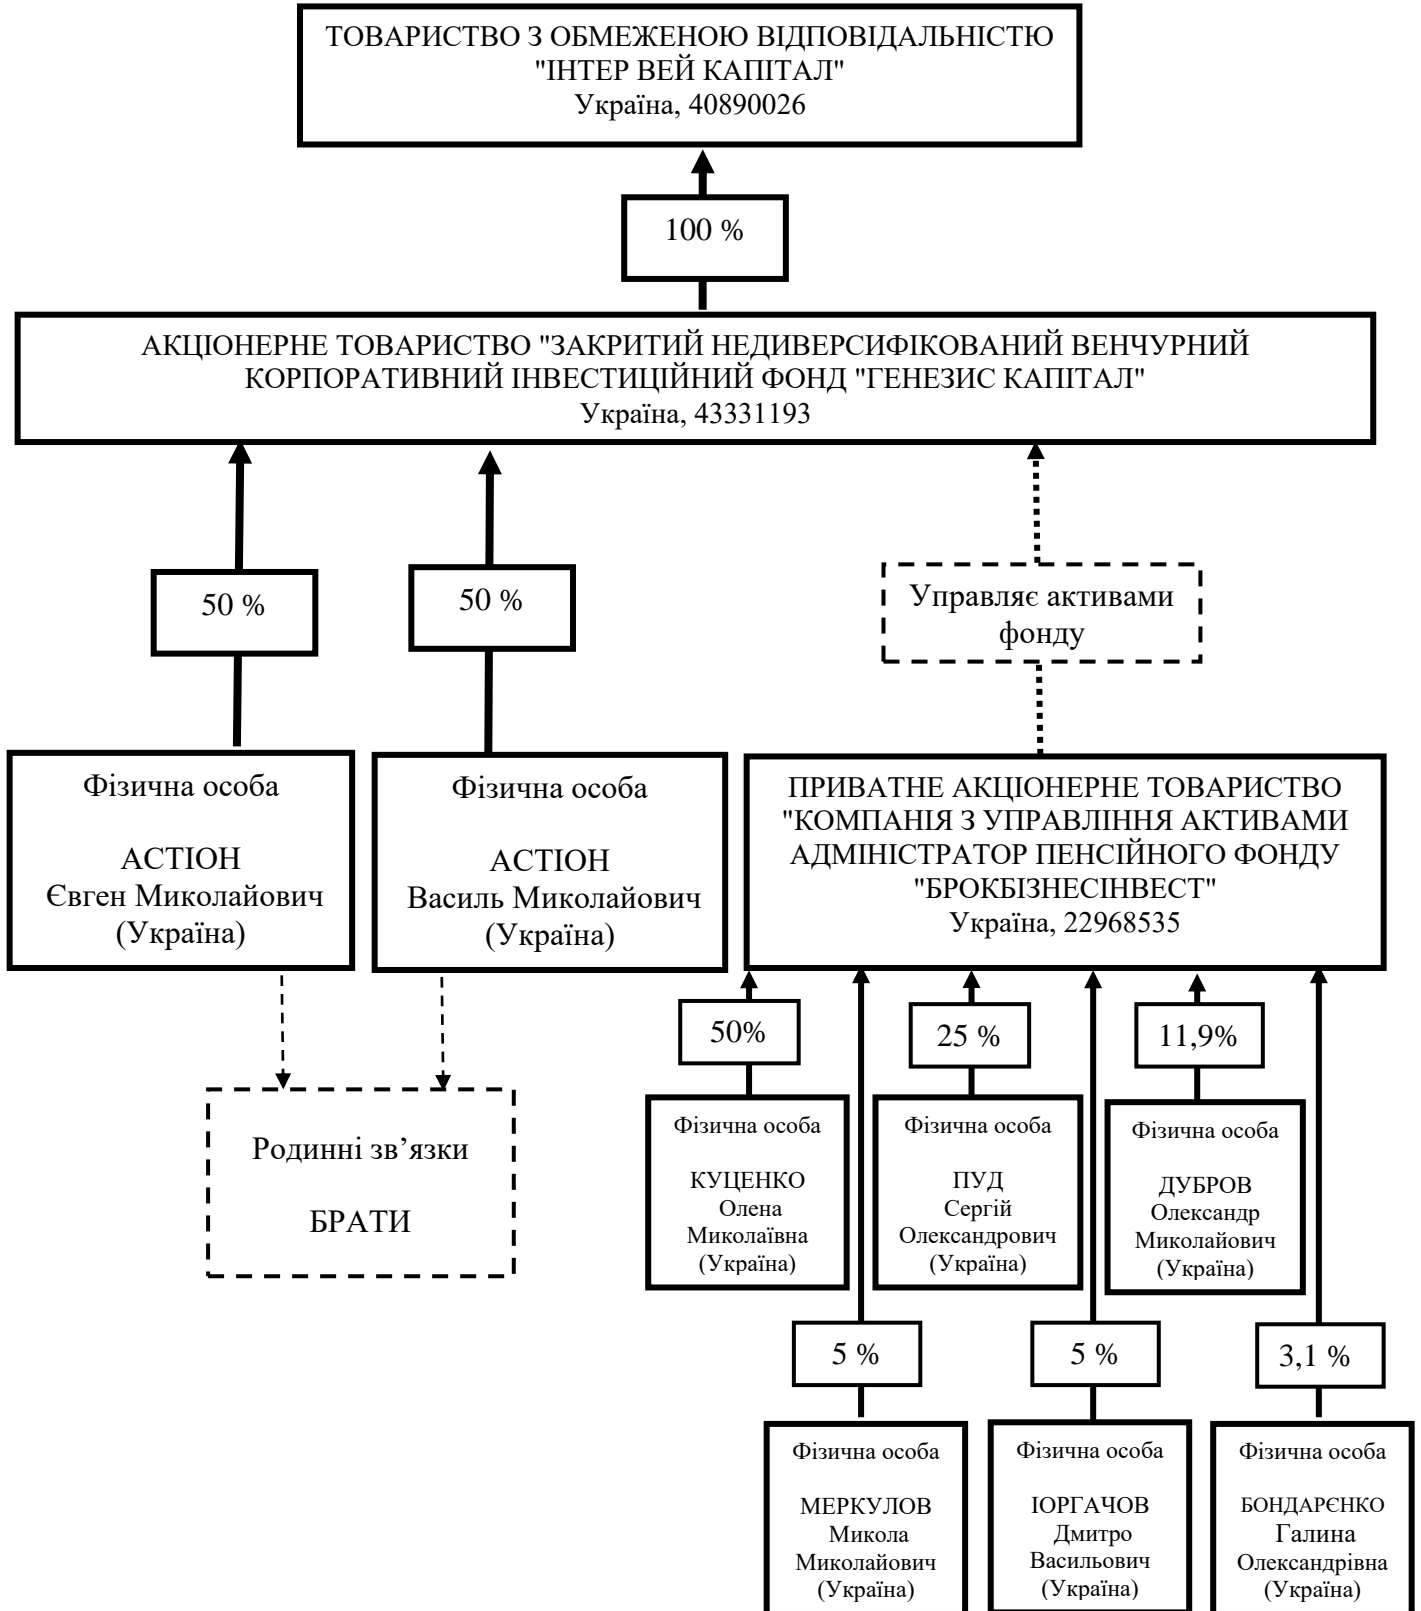 ТОВАРИСТВО З ОБМЕЖЕНОЮ ВІДПОВІДАЛЬНІСТЮ
"ІНТЕР ВЕЙ КАПІТАЛ"
Україна, 40890026
100 %
АКЦІОНЕРНЕ ТОВАРИСТВО "ЗАКРИТИЙ НЕДИВЕРСИФІКОВАНИЙ ВЕНЧУРНИЙ
КОРПОРАТИВНИЙ ІНВЕСТИЦІЙНИЙ ФОНД "ГЕНЕЗИС КАПІТАЛ"
Україна, 43331193
50 %
50 %
Управляє активами
фонду
Фізична особа
АСТІОН
Євген Миколайович
(Україна)
Фізична особа
АСТІОН
Василь Миколайович
(Україна)
ПРИВАТНЕ АКЦІОНЕРНЕ ТОВАРИСТВО
"КОМПАНІЯ З УПРАВЛІННЯ АКТИВАМИ
АДМІНІСТРАТОР ПЕНСІЙНОГО ФОНДУ
"БРОКБІЗНЕСІНВЕСТ"
Україна, 22968535
Родинні зв’язки
БРАТИ
50%
25 %
11,9%
Фізична особа
КУЦЕНКО
Олена
Миколаївна
(Україна)
Фізична особа
ПУД
Сергій
Олександрович
(Україна)
Фізична особа
ДУБРОВ
Олександр
Миколайович
(Україна)
5 %
5 %
3,1 %
Фізична особа
МЕРКУЛОВ
Микола
Миколайович
(Україна)
Фізична особа
ІОРГАЧОВ
Дмитро
Васильович
(Україна)
Фізична особа
БОНДАРЄНКО
Галина
Олександрівна
(Україна)